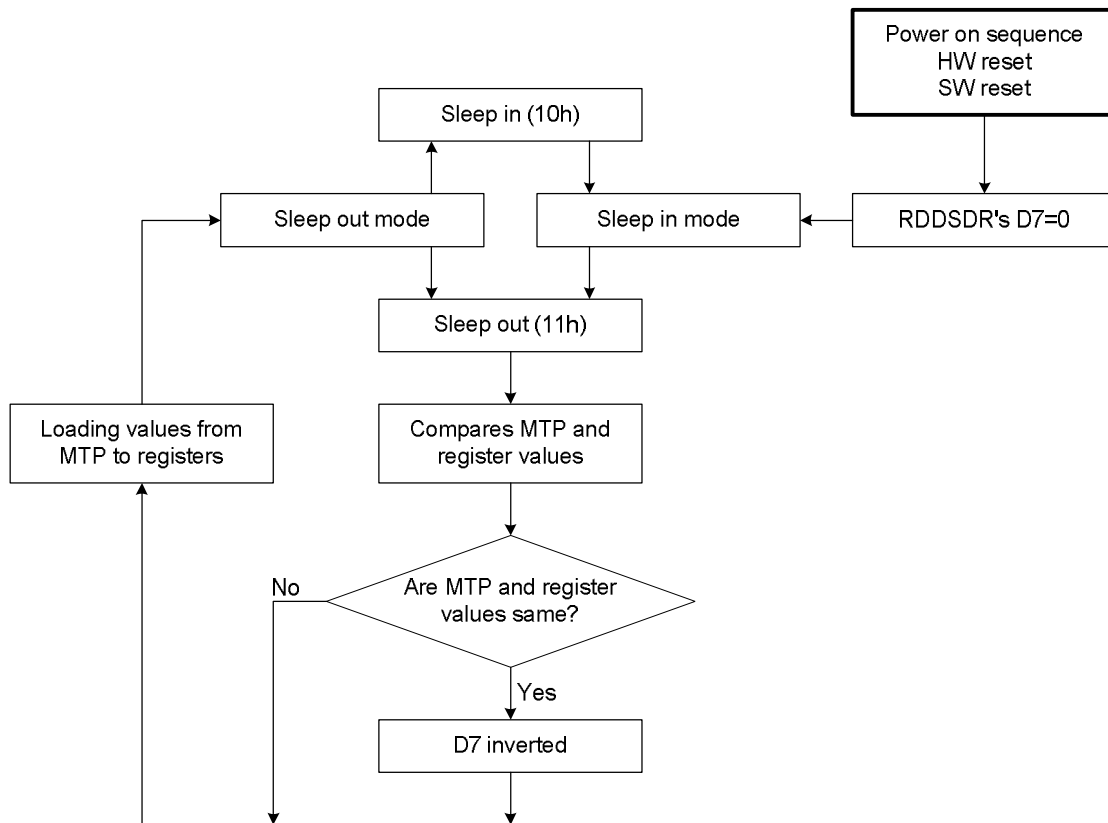 Power on sequence
HW reset
SW reset
Sleep in (10h)
Sleep out mode
Sleep in mode
RDDSDR's D7=0
Sleep out (11h)
Loading values from
MTP to registers
Compares MTP and
register values
No
Are MTP and register
values same?
Yes
D7 inverted